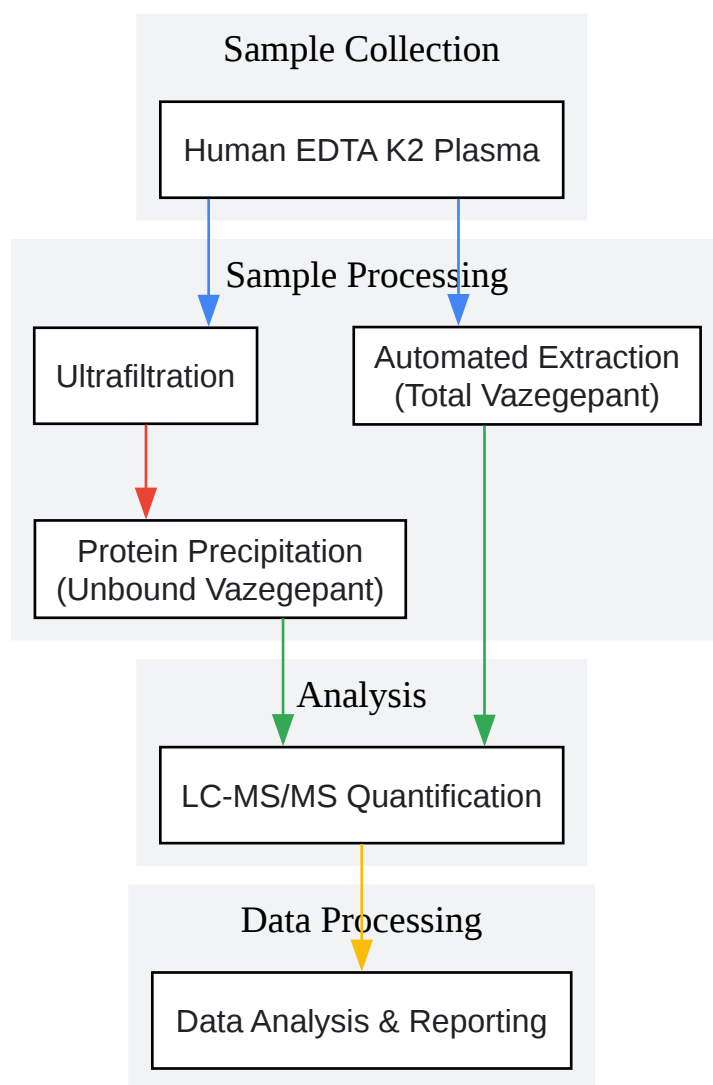 Sample Collection
Human EDTA K2 Plasma
Sample Processing
Ultrafiltration
Automated Extraction
(Total Vazegepant)
Protein Precipitation
(Unbound Vazegepant)
Analysis
LC-MS/MS Quantification
Data Processing
Data Analysis & Reporting